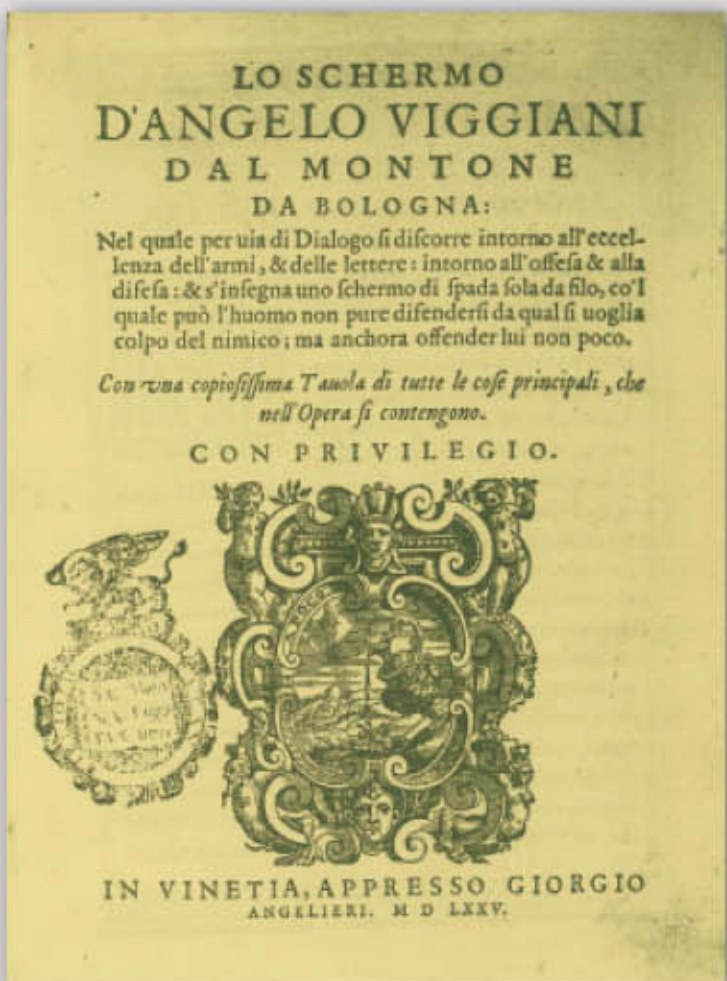 LO SCHERMO
D'ANGELO VIGGIANI
DAL MONTONE
DA BOLOGNA:
Nel quale per uia di Dialogo si discorre intorno all'eccel-
lenza dell'armi, & delle lettere: intorno all'offesa & alla
difesa: & s'insegna uno schermo di spada sola da filo, co'l
quale può l'huomo non pure difendersi da qual si uoglia
colpo del nimico; ma anchora offender lui non poco.
Con vna copiosissima Tauola di tutte le cose principali, che
nell'Opera si contengono.
CON PRIVILEGIO.
IN VINETIA, APPRESSO GIORGIO
ANGELIERI. M D LXXV.